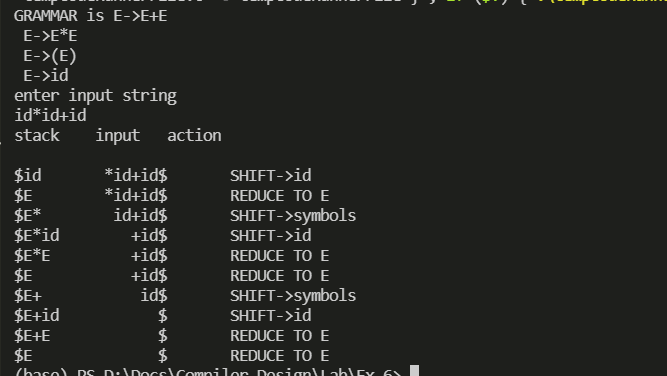 GRAMMAR is E->E+E
E->E*E
E->(E)
E->id
enter input string
id*id+id
stack input action
$id *id+id$ SHIFT->id
$E *id+id$ REDUCE TO E
$E* id+id$ SHIFT->symbols
$E*id +id$ SHIFT->id
$E*E +id$ REDUCE TO E
$E +id$ REDUCE TO E
$E+ id$ SHIFT->symbols
$E+id $ SHIFT->id
$E+E $ REDUCE TO E
$E $ REDUCE TO E
(base) PS D:\Docs\Compiler Design\Lab\Ex 6>